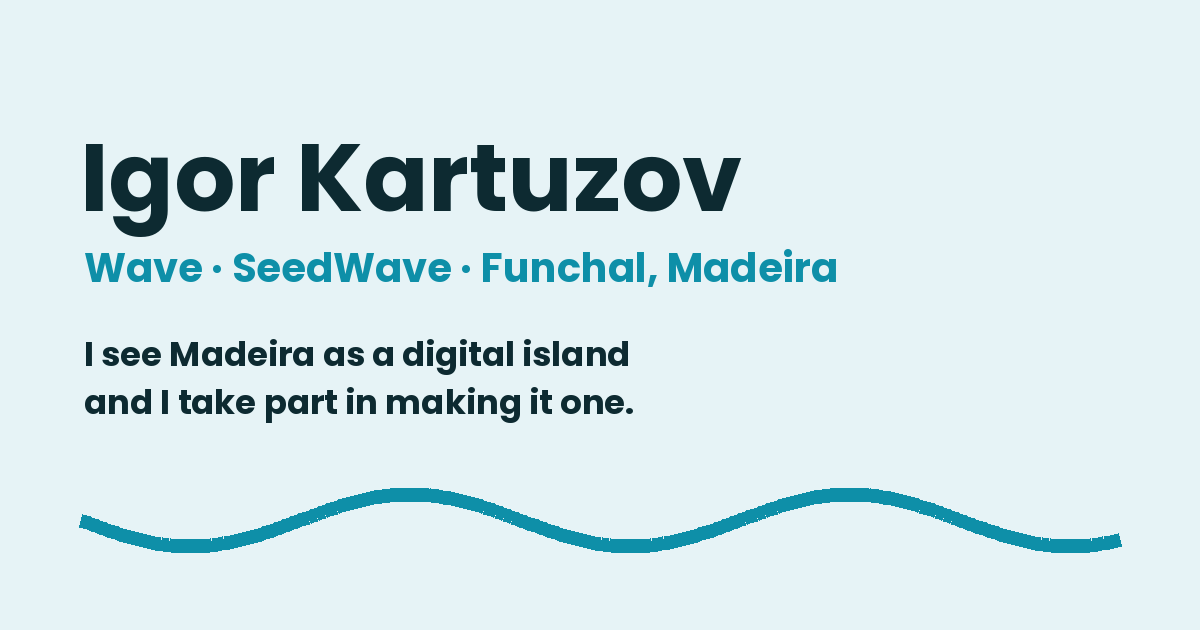 Igor Kartuzov
Wave · SeedWave · Funchal, Madeira
I see Madeira as a digital island
and I take part in making it one.